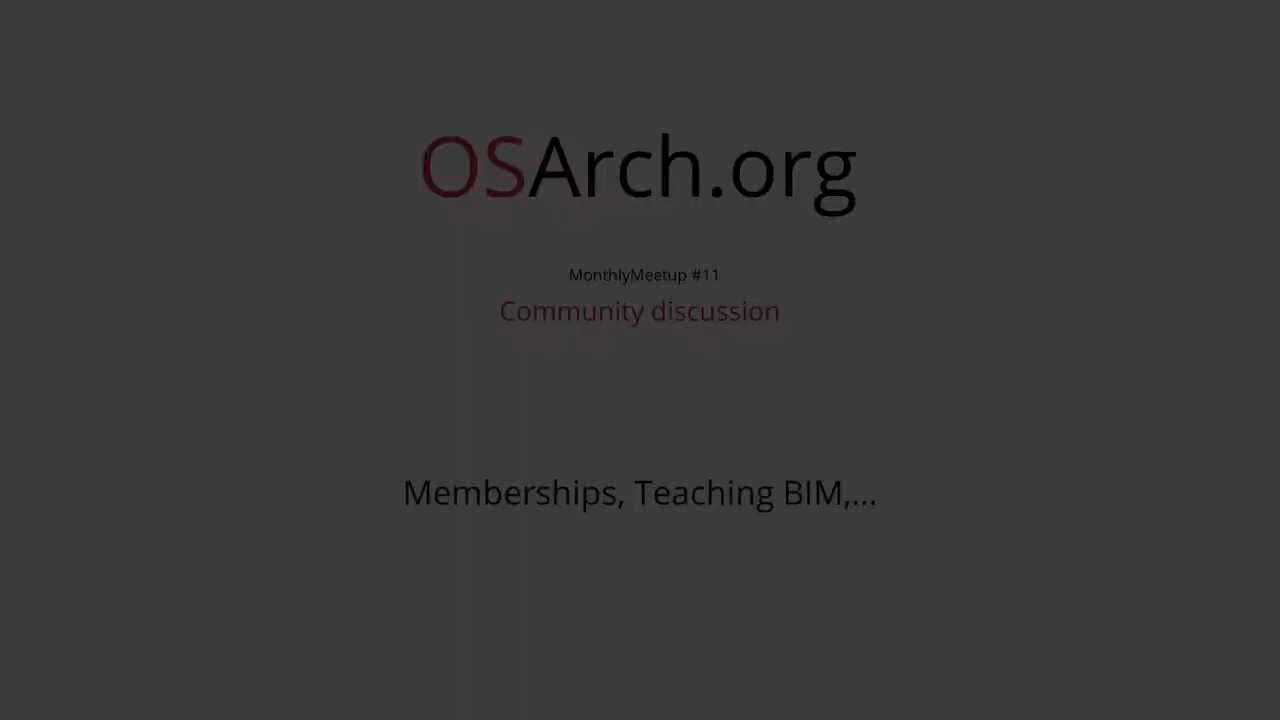 OSArch.org
MonthlyMeetup #11
Community discussion
Memberships, Teaching BIM,...